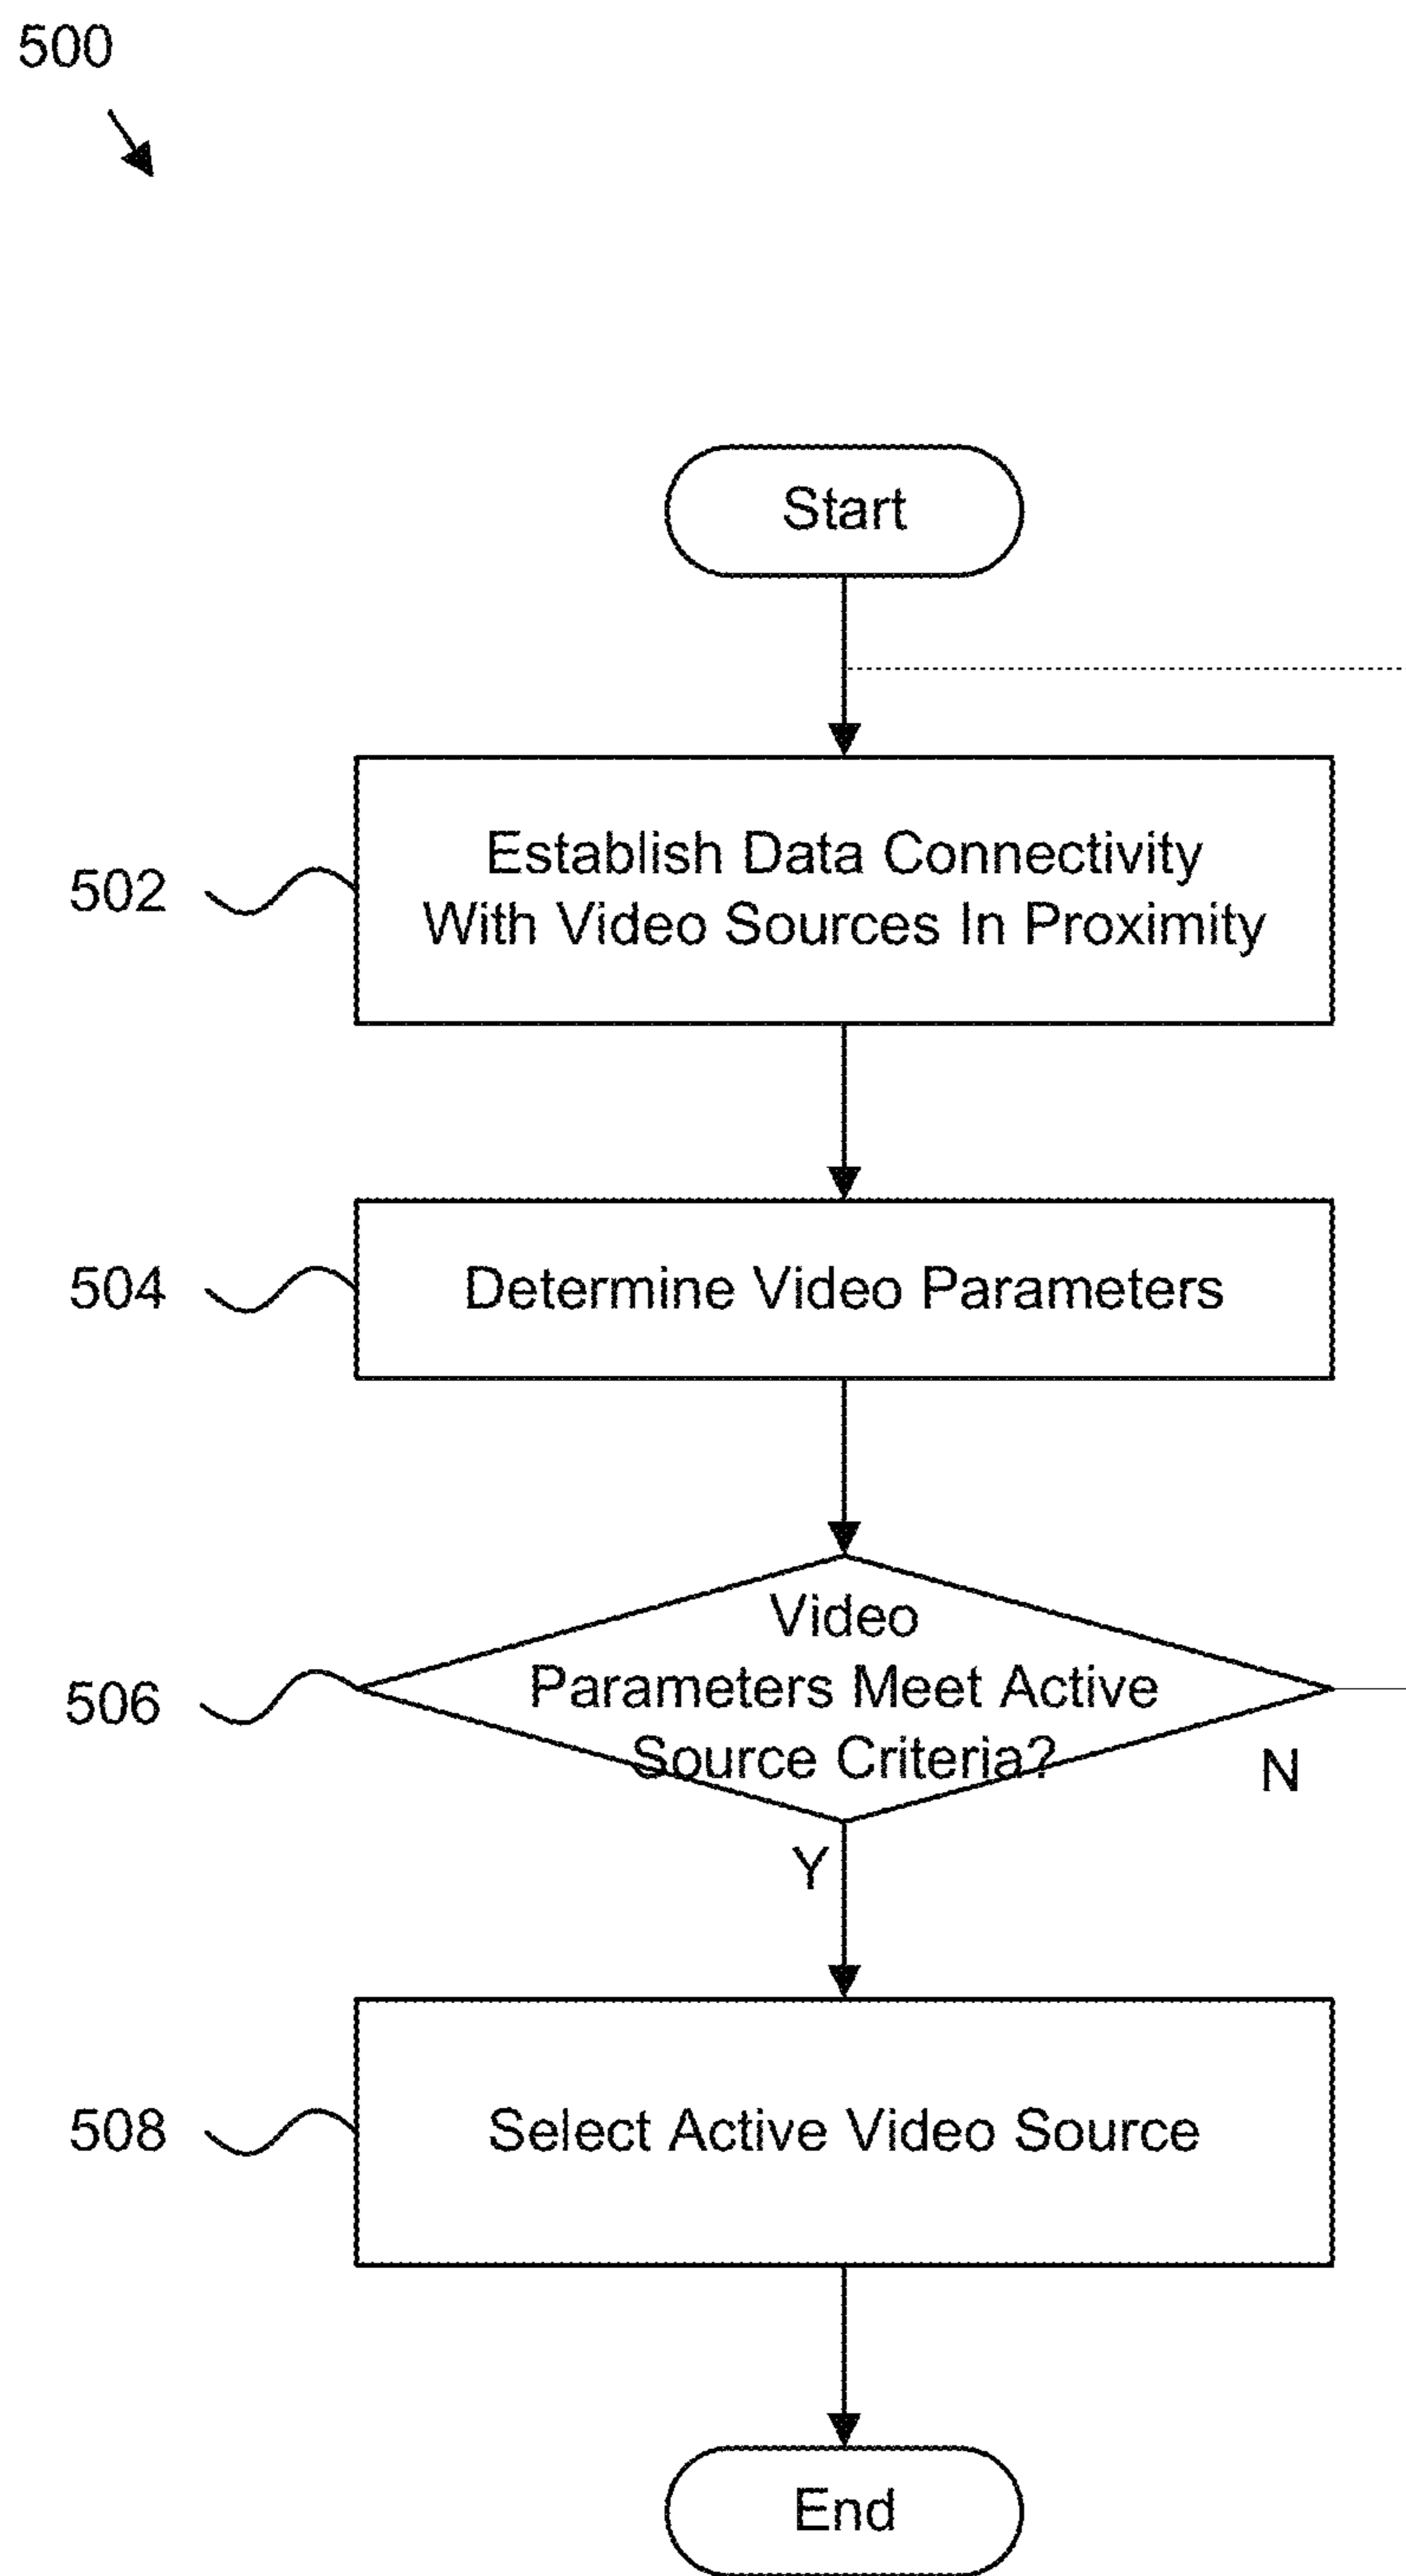 500
Start
502
Establish Data Connectivity
With Video Sources In Proximity
504
Determine Video Parameters
506
Video
Parameters Meet Active
Source Criteria?
N
Y
508
Select Active Video Source
End